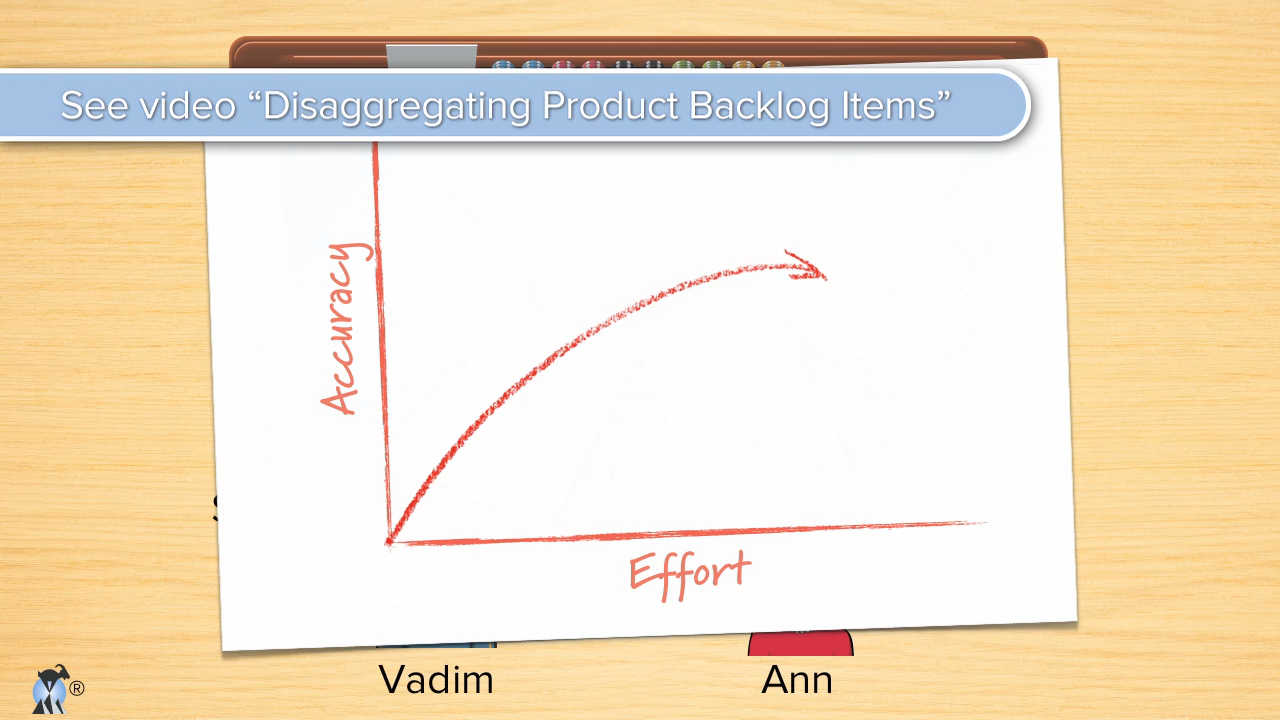 See video “Disaggregating Product Backlog Items”
Accuracy
Effort
Vadim
Ann
®